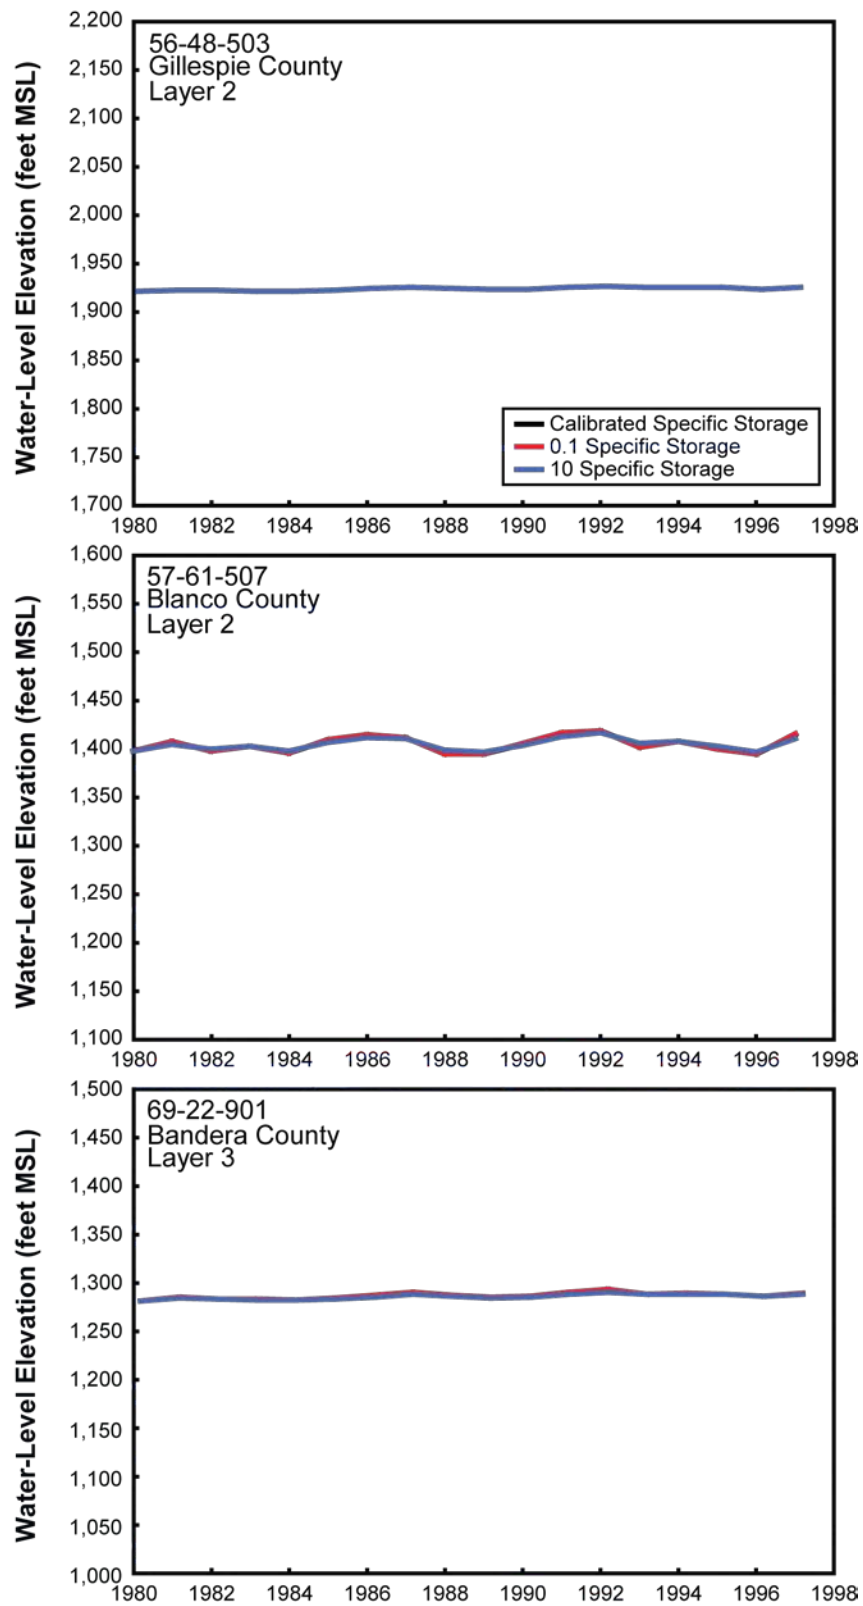 Water-Level Elevation (feet MSL)
2,200
2,150
2,100
2,050
2,000
1,950
1,900
1,850
1,800
1,750
1,700
56-48-503
Gillespie County
Layer 2
Calibrated Specific Storage
0.1 Specific Storage
10 Specific Storage
1980 1982 1984 1986 1988 1990 1992 1994 1996 1998
Water-Level Elevation (feet MSL)
1,600
1,550
1,500
1,450
1,400
1,350
1,300
1,250
1,200
1,150
1,100
57-61-507
Blanco County
Layer 2
1980 1982 1984 1986 1988 1990 1992 1994 1996 1998
Water-Level Elevation (feet MSL)
1,500
1,450
1,400
1,350
1,300
1,250
1,200
1,150
1,100
1,050
1,000
69-22-901
Bandera County
Layer 3
1980 1982 1984 1986 1988 1990 1992 1994 1996 1998